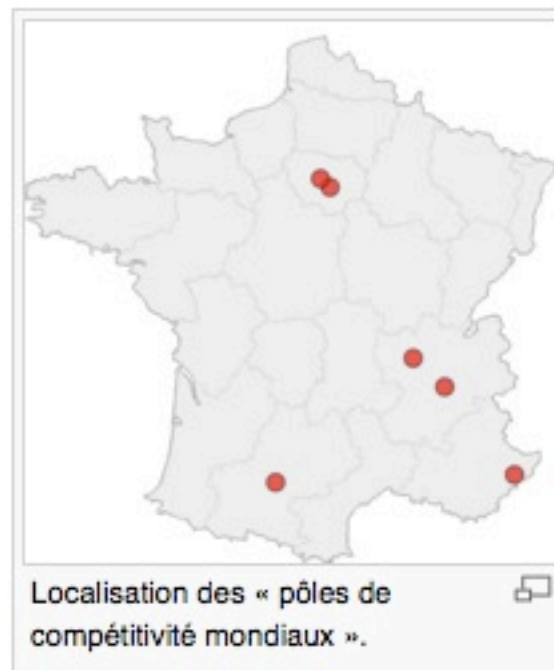 Localisation des « pôles de
compétitivité mondiaux ».